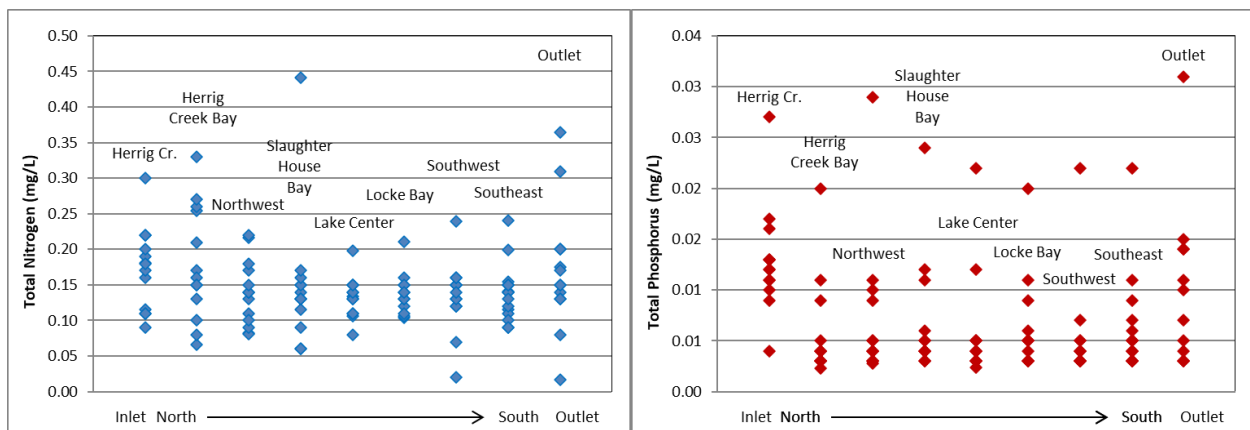 Total Nitrogen (mg/L)
0.50
0.45
0.40
0.35
0.30
0.25
0.20
0.15
0.10
0.05
0.00
Herrig Cr.
Herrig
Creek Bay
Northwest
Slaughter
House
Bay
Lake Center
Locke Bay
Southwest
Southeast
Outlet
Inlet North South Outlet
Total Phosphorus (mg/L)
0.04
0.03
0.03
0.02
0.02
0.01
0.01
0.00
Herrig Cr.
Herrig
Creek Bay
Northwest
Slaughter
House
Bay
Lake Center
Locke Bay
Southwest
Southeast
Outlet
Inlet North South Outlet